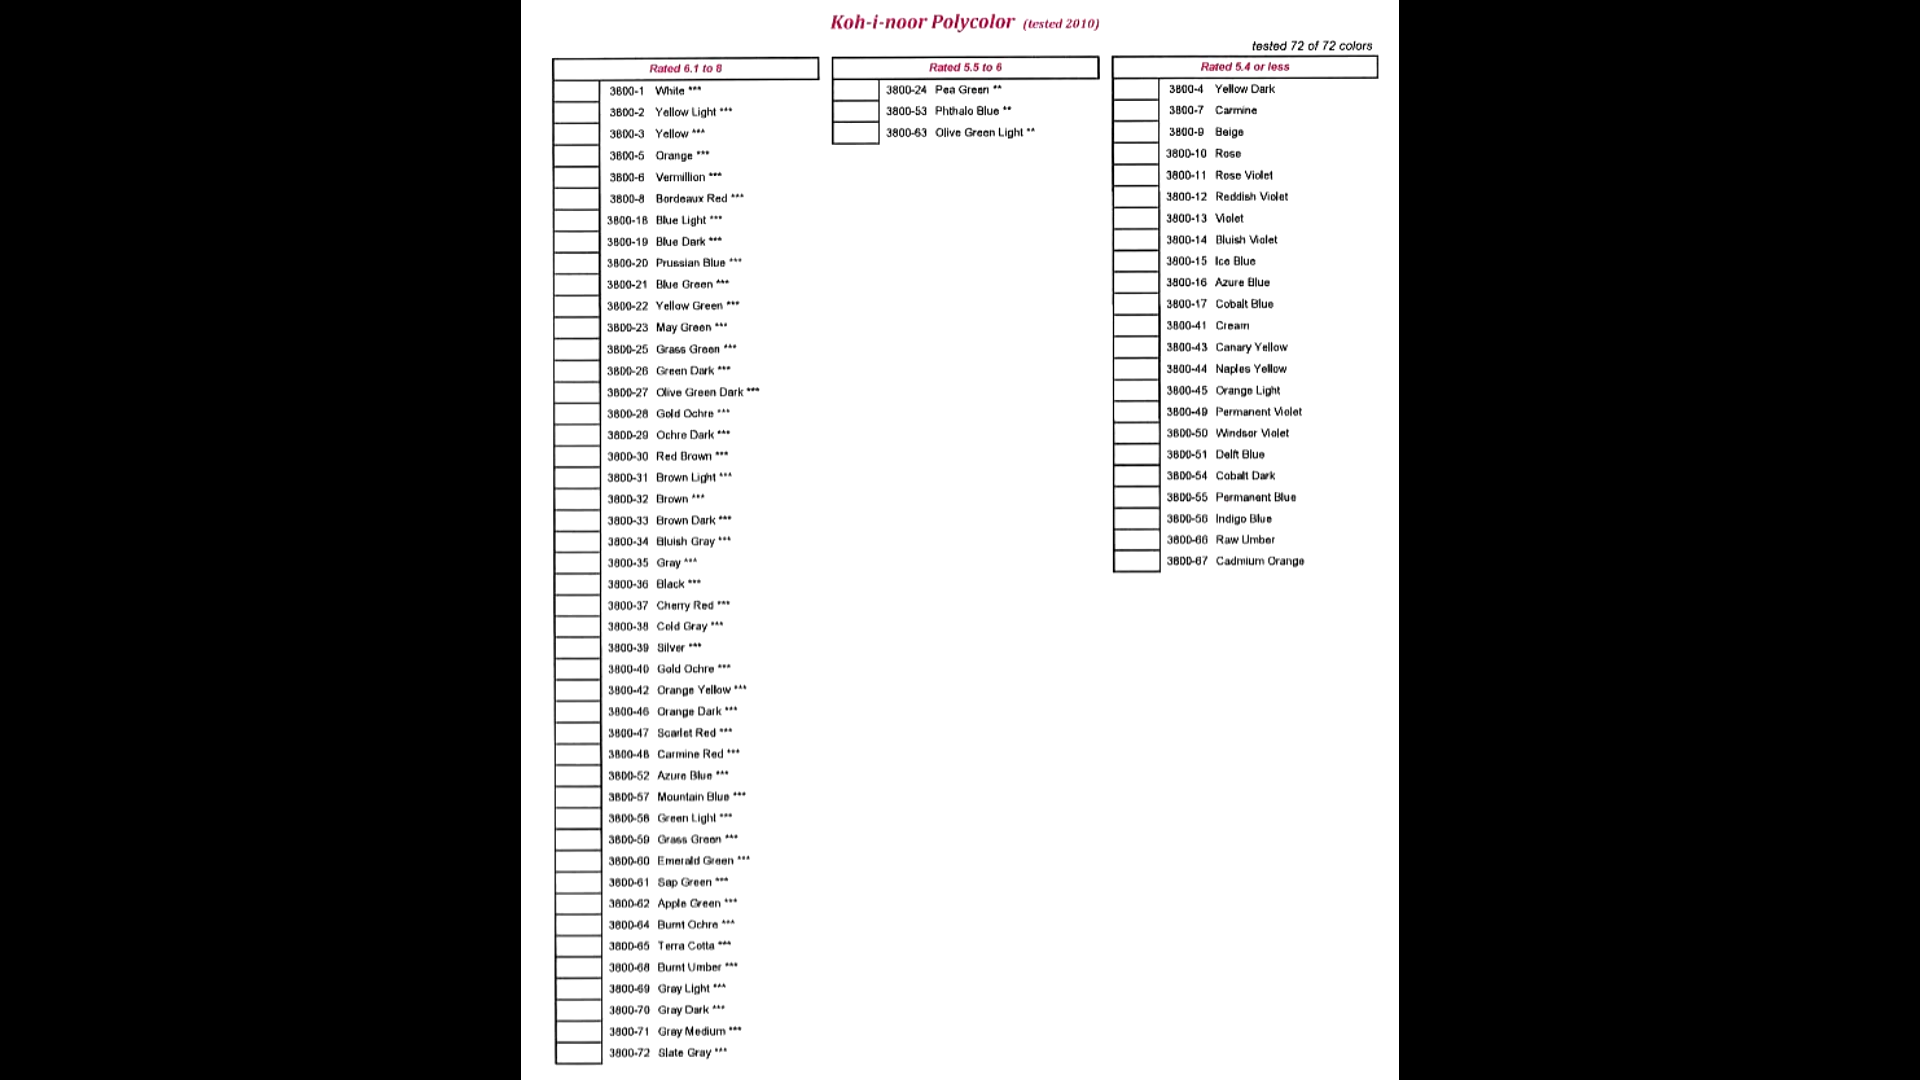 Koh-i-noor Polycolor (tested 2010)
tested 72 of 72 colors
Rated 6.1 to 8
3800-1 White ***
3800-2 Yellow Light ***
3800-3 Yellow ***
3800-5 Orange ***
3800-6 Vermillion ***
3800-8 Bordeaux Red ***
3800-18 Blue Light ***
3800-19 Blue Dark ***
3800-20 Prussian Blue ***
3800-21 Blue Green ***
3800-22 Yellow Green ***
3800-23 May Green ***
3800-25 Grass Green ***
3800-26 Green Dark ***
3800-27 Olive Green Dark ***
3800-28 Gold Ochre ***
3800-29 Ochre Dark ***
3800-30 Red Brown ***
3800-31 Brown Light ***
3800-32 Brown ***
3800-33 Brown Dark ***
3800-34 Bluish Gray ***
3800-35 Gray ***
3800-36 Black ***
3800-37 Cherry Red ***
3800-38 Cold Gray ***
3800-39 Silver ***
3800-40 Gold Ochre ***
3800-42 Orange Yellow ***
3800-46 Orange Dark ***
3800-47 Scarlet Red ***
3800-48 Carmine Red ***
3800-52 Azure Blue ***
3800-57 Mountain Blue ***
3800-58 Green Light ***
3800-59 Grass Green ***
3800-60 Emerald Green ***
3800-61 Sap Green ***
3800-62 Apple Green ***
3800-64 Burnt Ochre ***
3800-65 Terra Cotta ***
3800-68 Burnt Umber ***
3800-69 Gray Light ***
3800-70 Gray Dark ***
3800-71 Gray Medium ***
3800-72 Slate Gray ***
Rated 5.5 to 6
3800-24 Pea Green **
3800-53 Phthalo Blue **
3800-63 Olive Green Light **
Rated 5.4 or less
3800-4 Yellow Dark
3800-7 Carmine
3800-9 Beige
3800-10 Rose
3800-11 Rose Violet
3800-12 Reddish Violet
3800-13 Violet
3800-14 Bluish Violet
3800-15 Ice Blue
3800-16 Azure Blue
3800-17 Cobalt Blue
3800-41 Cream
3800-43 Canary Yellow
3800-44 Naples Yellow
3800-45 Orange Light
3800-49 Permanent Violet
3800-50 Windsor Violet
3800-51 Delft Blue
3800-54 Cobalt Dark
3800-55 Permanent Blue
3800-56 Indigo Blue
3800-66 Raw Umber
3800-67 Cadmium Orange